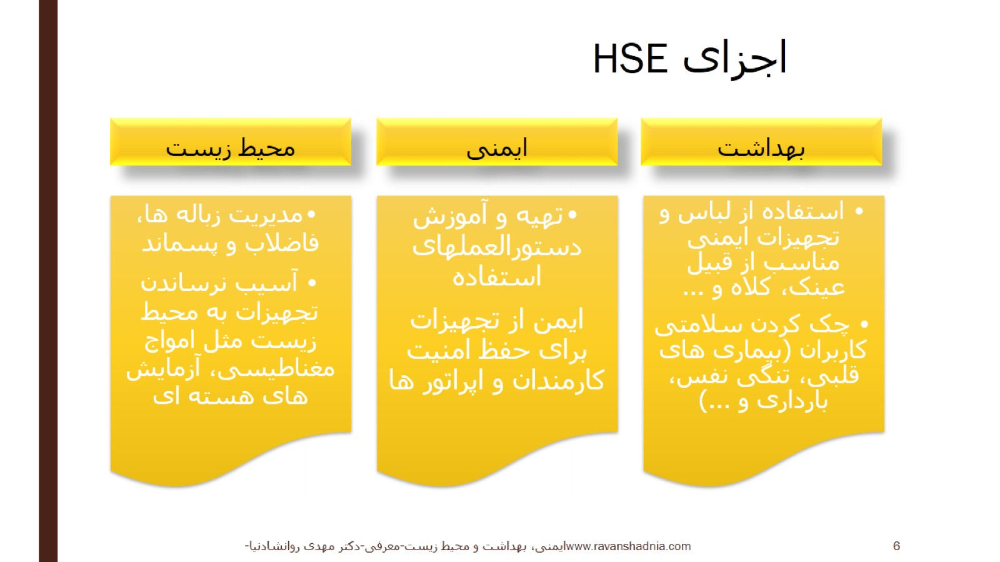 اجزای HSE
بهداشت
• استفاده از لباس و
تجهیزات ایمنی
مناسب از قبیل
عینک، کلاه و ...
• چک کردن سلامتی
کاربران (بیماری های
قلبی، تنگی نفس،
بارداری و ...)
ایمنی
•تهیه و آموزش
دستورالعملهای
استفاده
ایمن از تجهیزات
برای حفظ امنیت
کارمندان و اپراتور ها
محیط زیست
•مدیریت زباله ها،
فاضلاب و پسماند
• آسیب نرساندن
تجهیزات به محیط
زیست مثل امواج
مغناطیسی، آزمایش
های هسته ای
www.ravanshadnia.comایمنی، بهداشت و محیط زیست-معرفی-دکتر مهدی روانشادنیا-
6